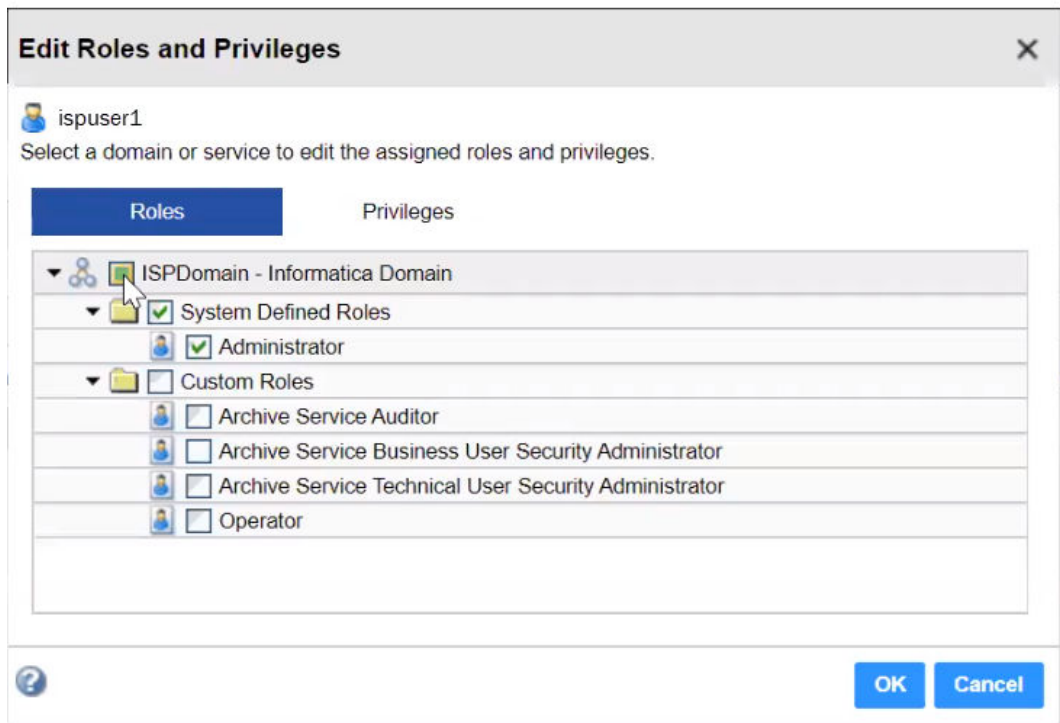 Edit Roles and Privileges
ispuser1
Select a domain or service to edit the assigned roles and privileges.
Roles Privileges
ISPDomain - Informatica Domain
System Defined Roles
Administrator
Custom Roles
Archive Service Auditor
Archive Service Business User Security Administrator
Archive Service Technical User Security Administrator
Operator
OK Cancel